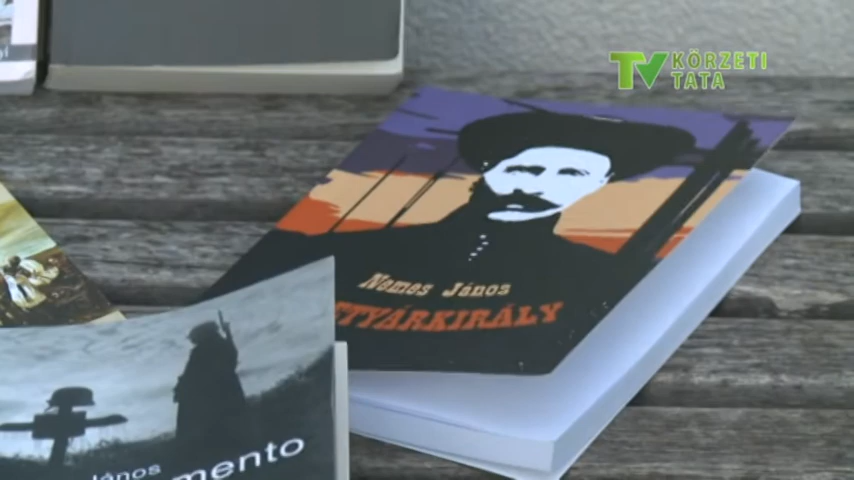 TV KÖRZETI
TATA
Nemes János
TYÁRKIRÁLY
János
mento